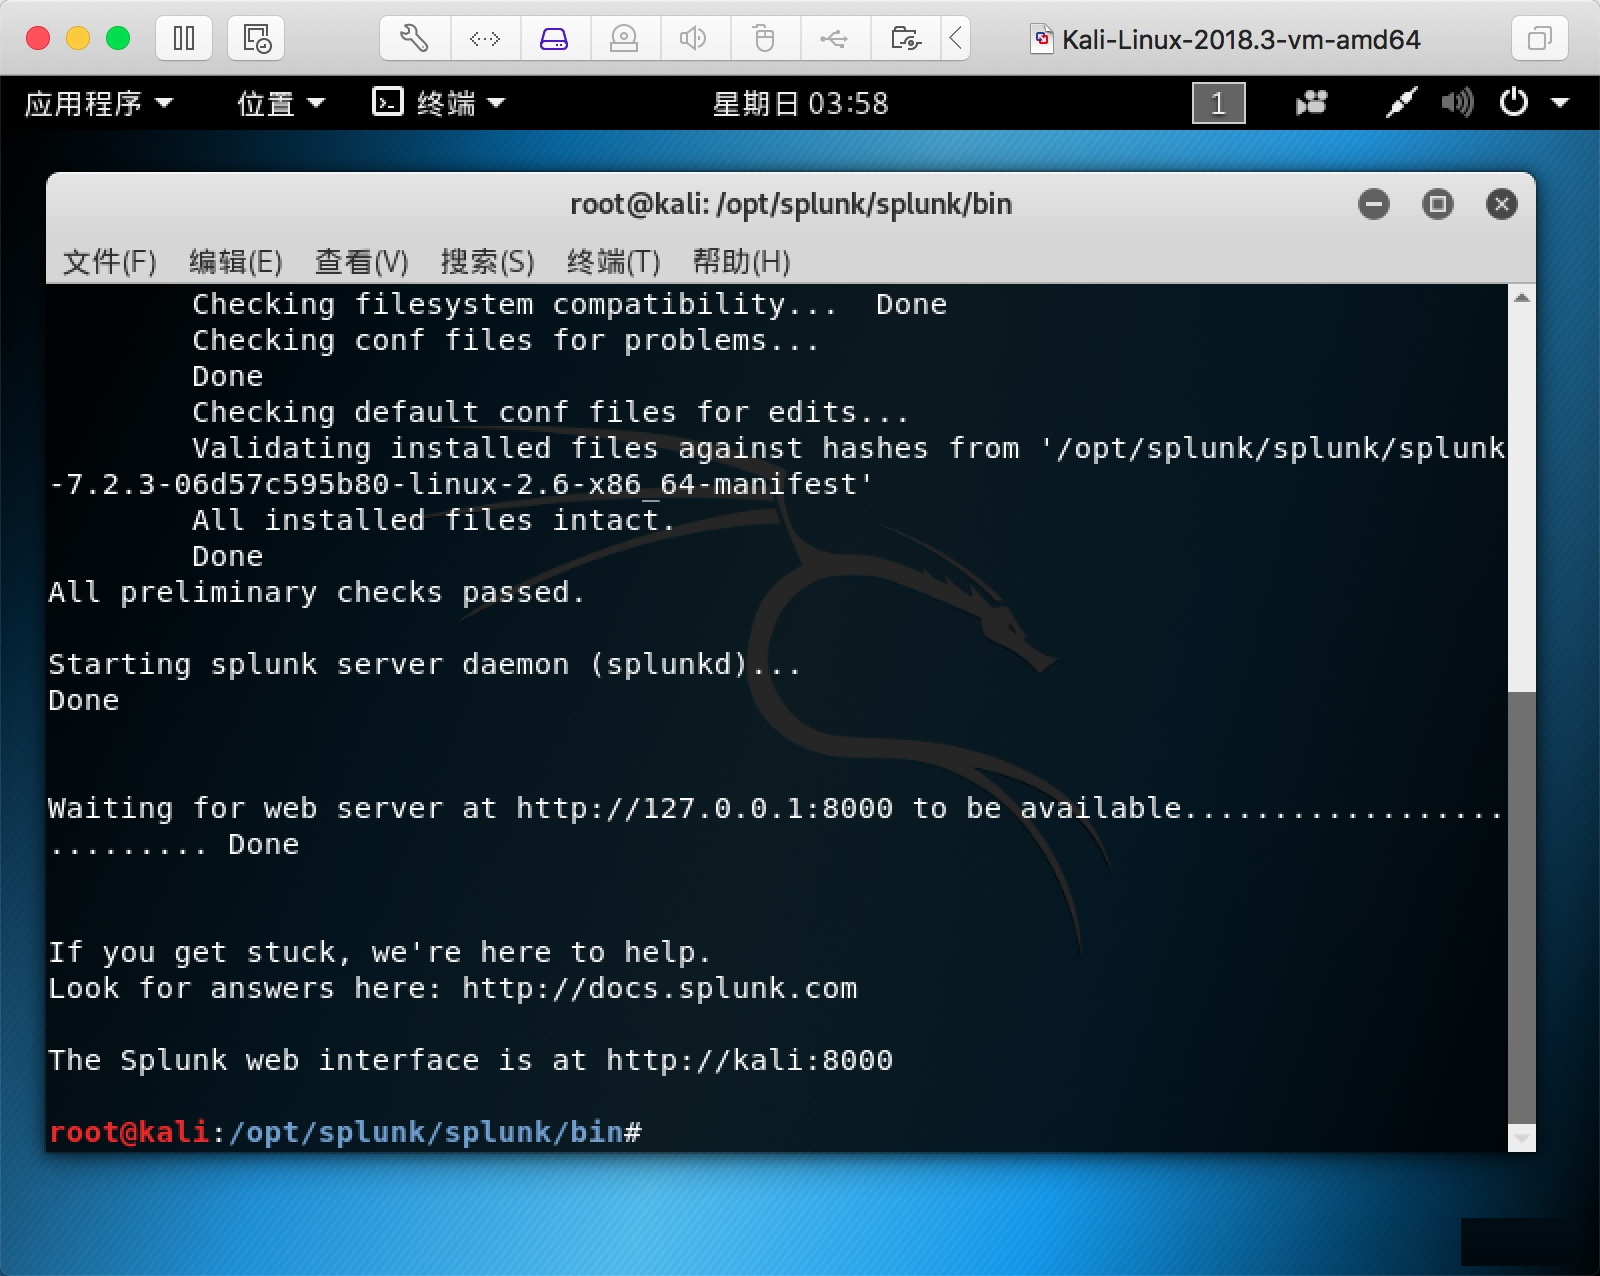 Kali-Linux-2018.3-vm-amd64
应用程序 位置 终端 星期日 03:58 1
root@kali: /opt/splunk/splunk/bin
文件(F) 编辑(E) 查看(V) 搜索(S) 终端(T) 帮助(H)
Checking filesystem compatibility...  Done
Checking conf files for problems...
Done
Checking default conf files for edits...
Validating installed files against hashes from '/opt/splunk/splunk/splunk
-7.2.3-06d57c595b80-linux-2.6-x86_64-manifest'
All installed files intact.
Done
All preliminary checks passed.
Starting splunk server daemon (splunkd)...
Done
Waiting for web server at http://127.0.0.1:8000 to be available..................
......... Done
If you get stuck, we're here to help.
Look for answers here: http://docs.splunk.com
The Splunk web interface is at http://kali:8000
root@kali:/opt/splunk/splunk/bin#